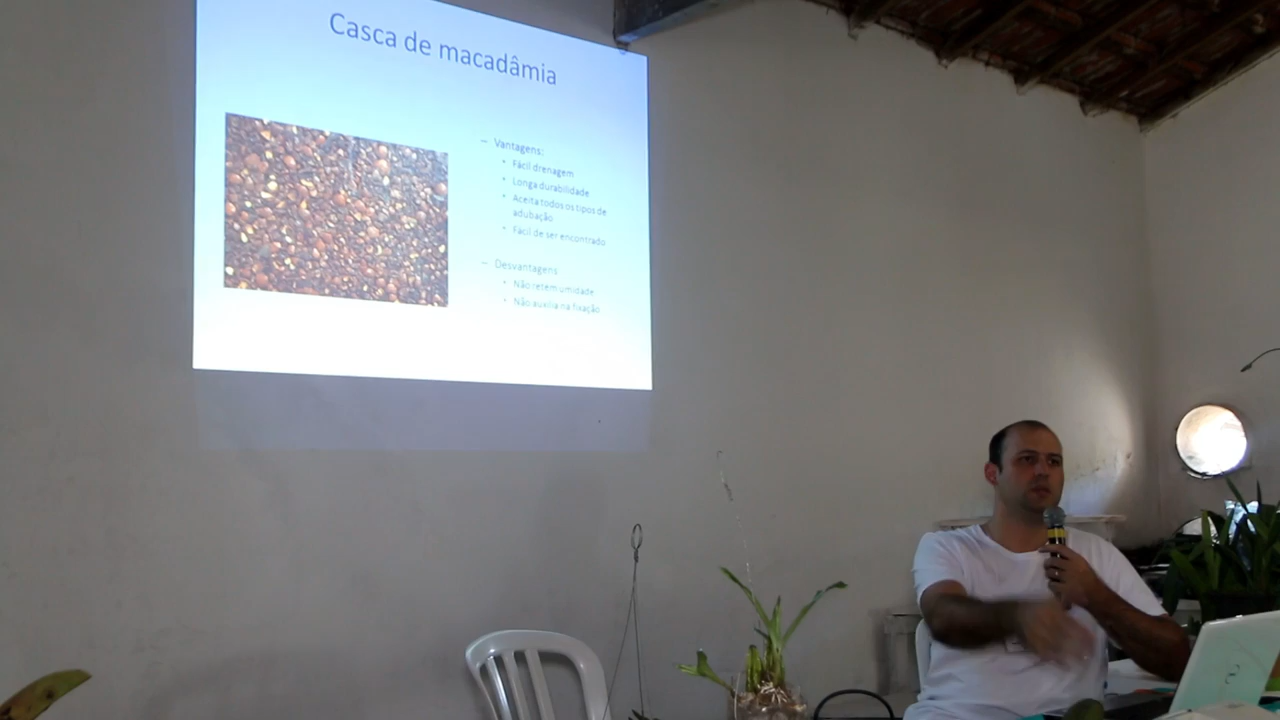 Casca de macadâmia
– Vantagens:
• Fácil drenagem
• Longa durabilidade
• Aceita todos os tipos de
adubação
• Fácil de ser encontrado
– Desvantagens
• Não retem umidade
• Não auxilia na fixação